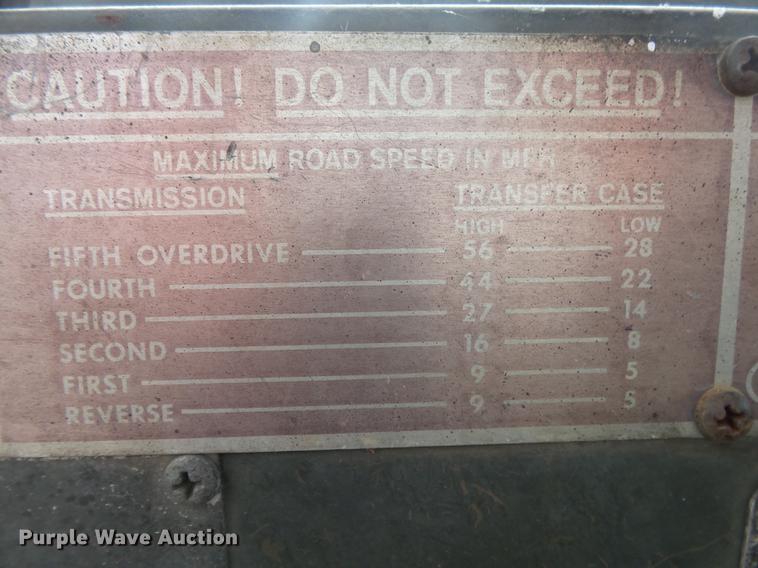 CAUTION! DO NOT EXCEED!
MAXIMUM ROAD SPEED IN MPH
TRANSMISSION TRANSFER CASE
HIGH LOW
FIFTH OVERDRIVE 56 28
FOURTH 44 22
THIRD 27 14
SECOND 16 8
FIRST 9 5
REVERSE 9 5
Purple Wave Auction